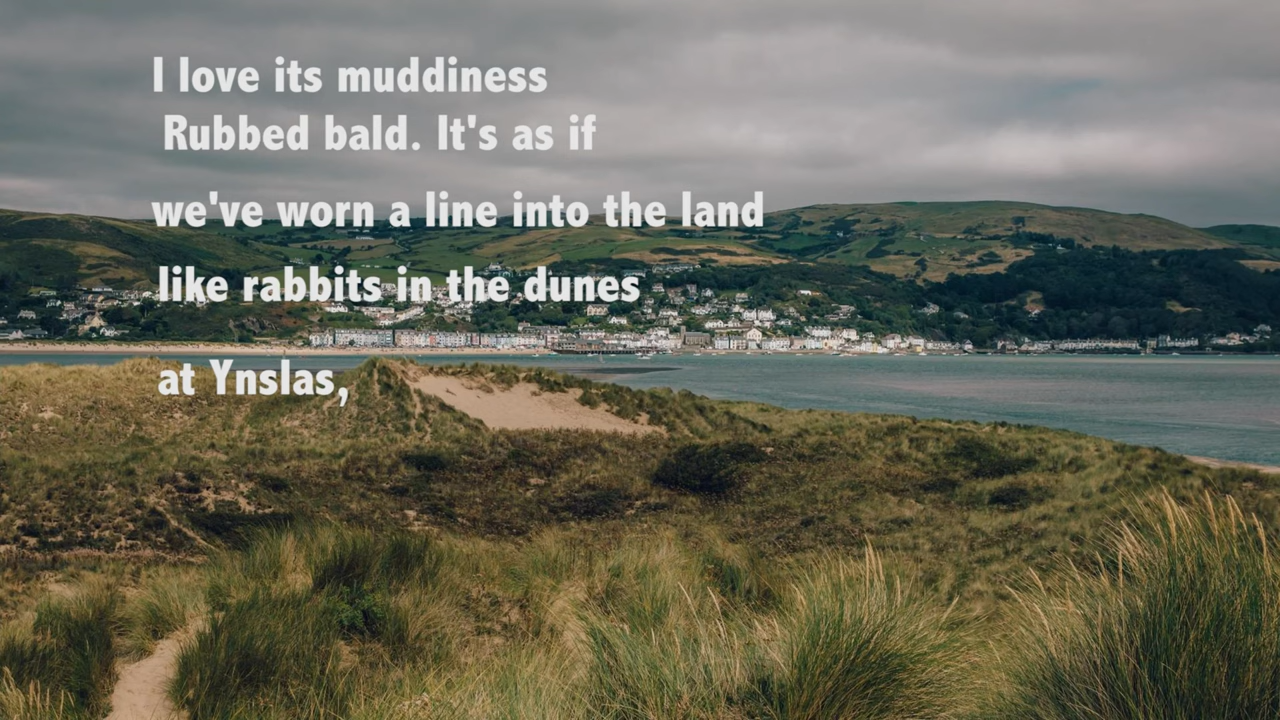 I love its muddiness
Rubbed bald. It's as if
we've worn a line into the land
like rabbits in the dunes
at Ynslas,